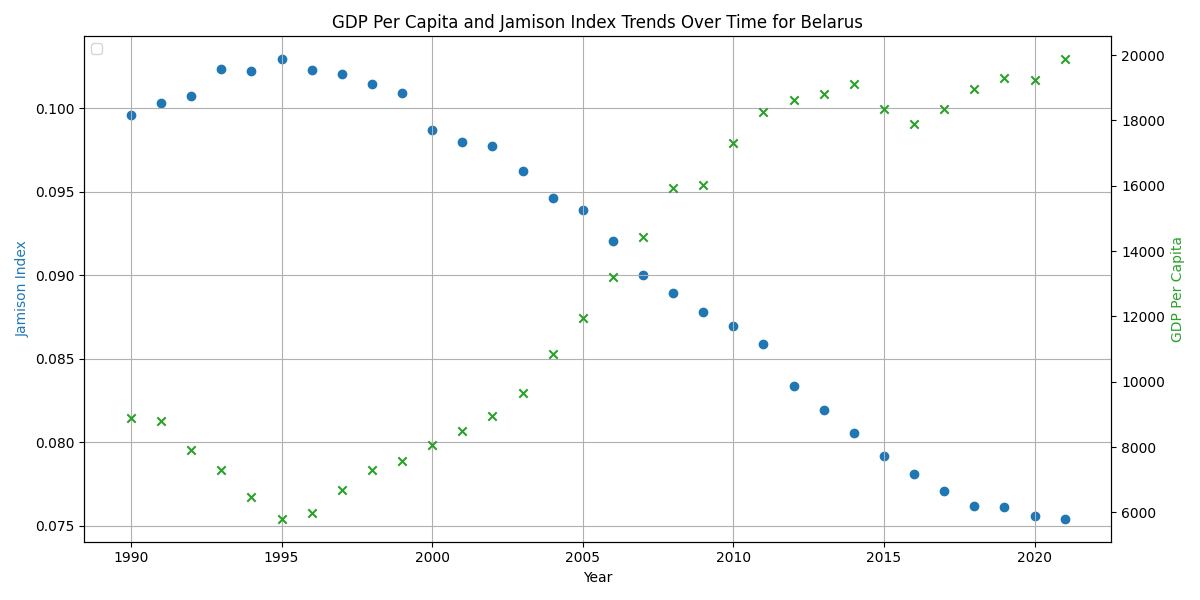 GDP Per Capita and Jamison Index Trends Over Time for Belarus
Jamison Index
0.100
0.095
0.090
0.085
0.080
0.075
20000
18000
16000
14000
12000
10000
8000
6000
GDP Per Capita
1990 1995 2000 2005 2010 2015 2020
Year